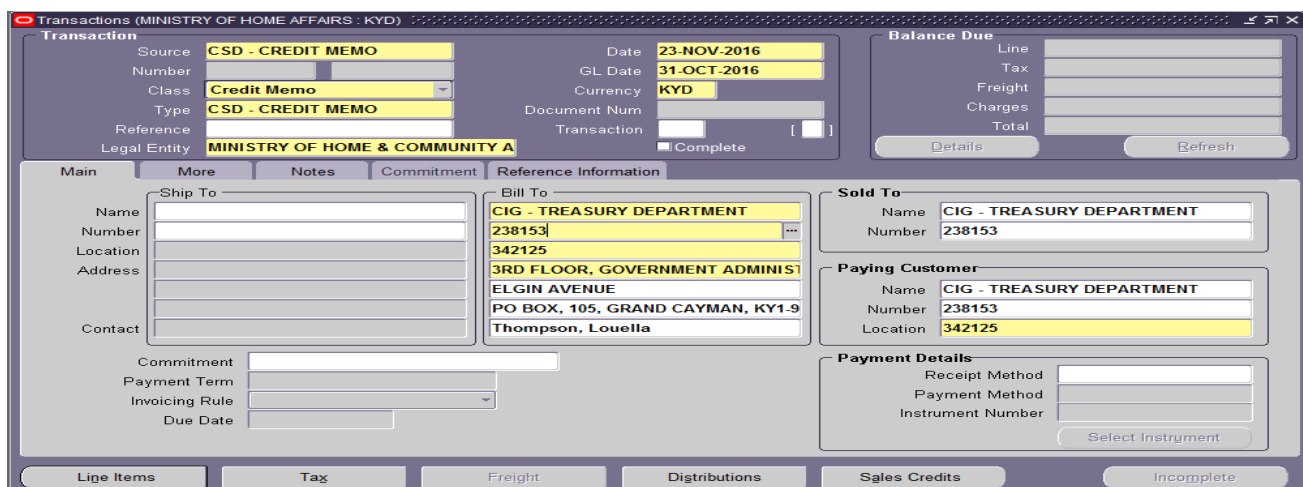 Transactions (MINISTRY OF HOME AFFAIRS : KYD)
Transaction
Source CSD - CREDIT MEMO
Number
Class Credit Memo
Type CSD - CREDIT MEMO
Reference
Legal Entity MINISTRY OF HOME & COMMUNITY A
Date 23-NOV-2016
GL Date 31-OCT-2016
Currency KYD
Document Num
Transaction [ ]
Complete
Balance Due
Line
Tax
Freight
Charges
Total
Details Refresh
Main More Notes Commitment Reference Information
Ship To
Name
Number
Location
Address
Contact
Bill To
CIG - TREASURY DEPARTMENT
238153 ...
342125
3RD FLOOR, GOVERNMENT ADMINIST
ELGIN AVENUE
PO BOX, 105, GRAND CAYMAN, KY1-9
Thompson, Louella
Sold To
Name CIG - TREASURY DEPARTMENT
Number 238153
Paying Customer
Name CIG - TREASURY DEPARTMENT
Number 238153
Location 342125
Commitment
Payment Term
Invoicing Rule
Due Date
Payment Details
Receipt Method
Payment Method
Instrument Number
Select Instrument
Line Items Tax Freight Distributions Sales Credits Incomplete